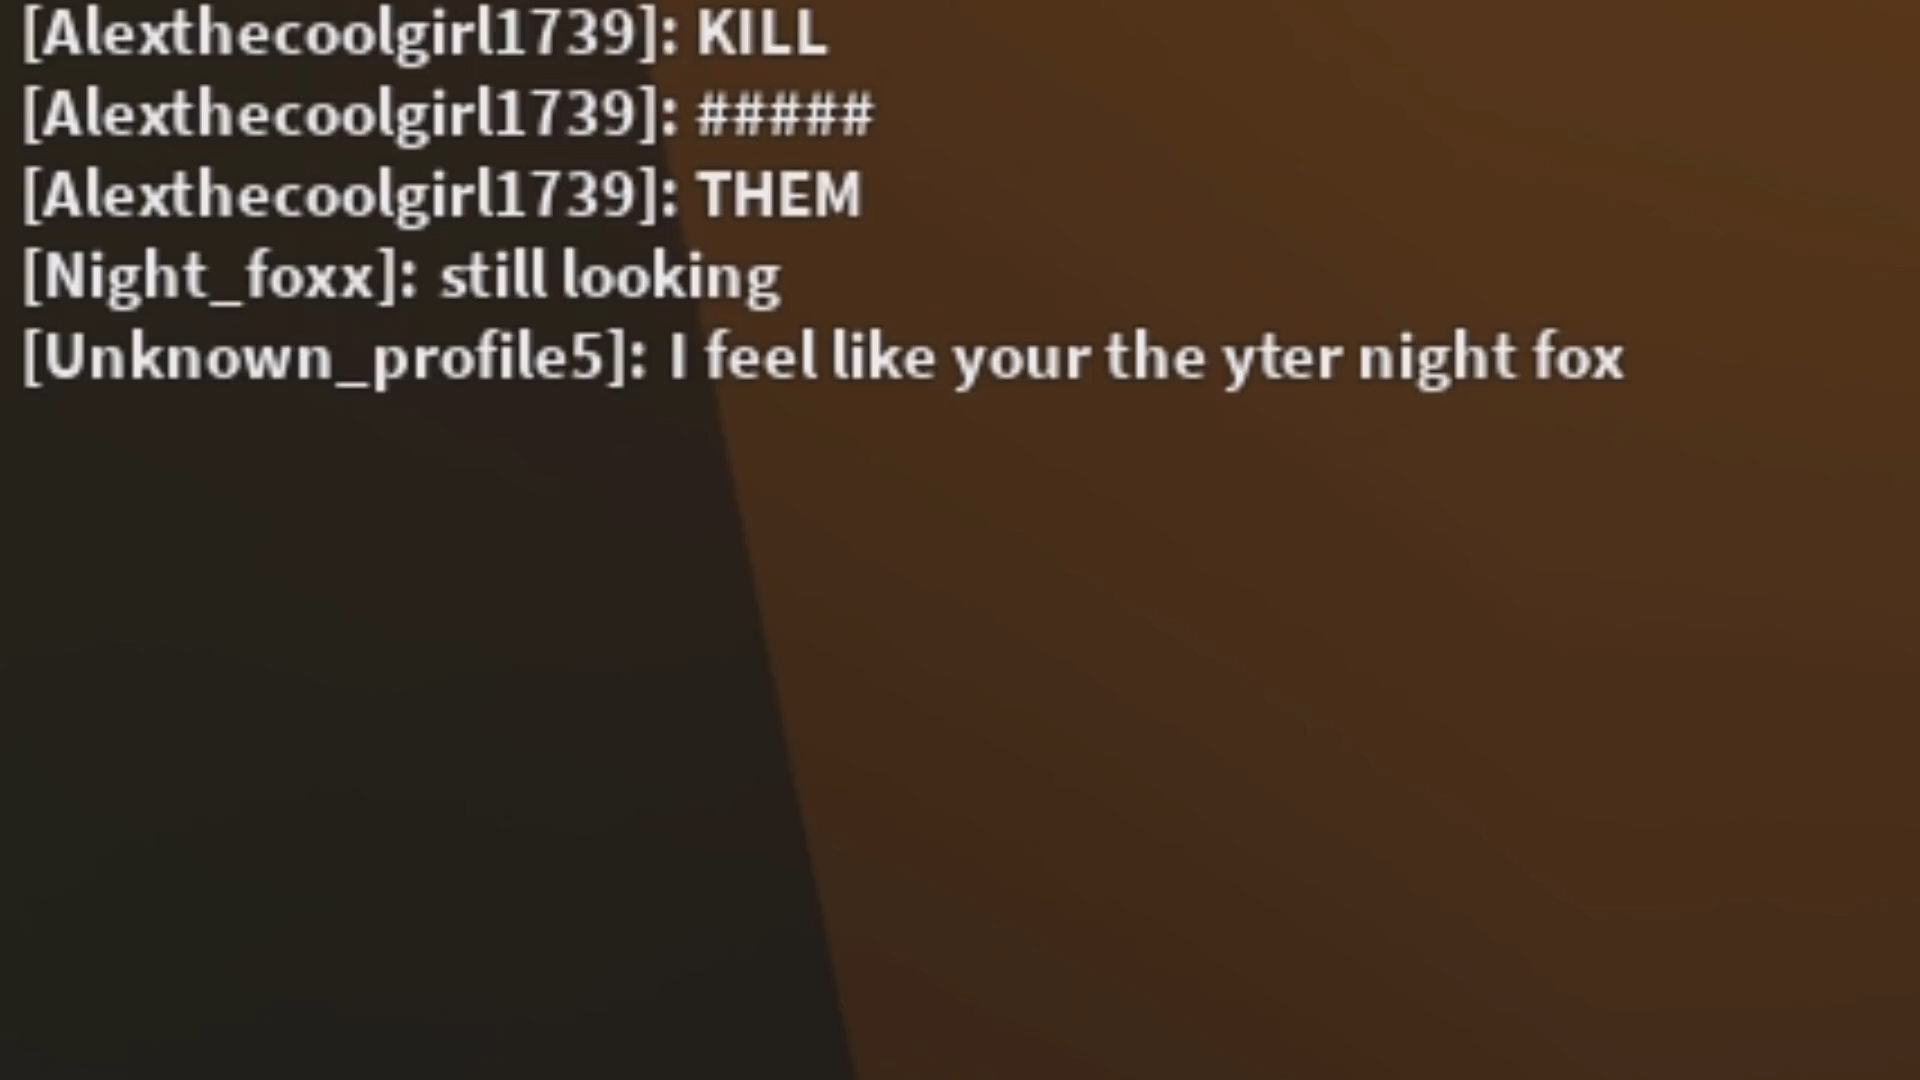 [Alexthecoolgirl1739]: KILL
[Alexthecoolgirl1739]: #####
[Alexthecoolgirl1739]: THEM
[Night_foxx]: still looking
[Unknown_profile5]: I feel like your the yter night fox